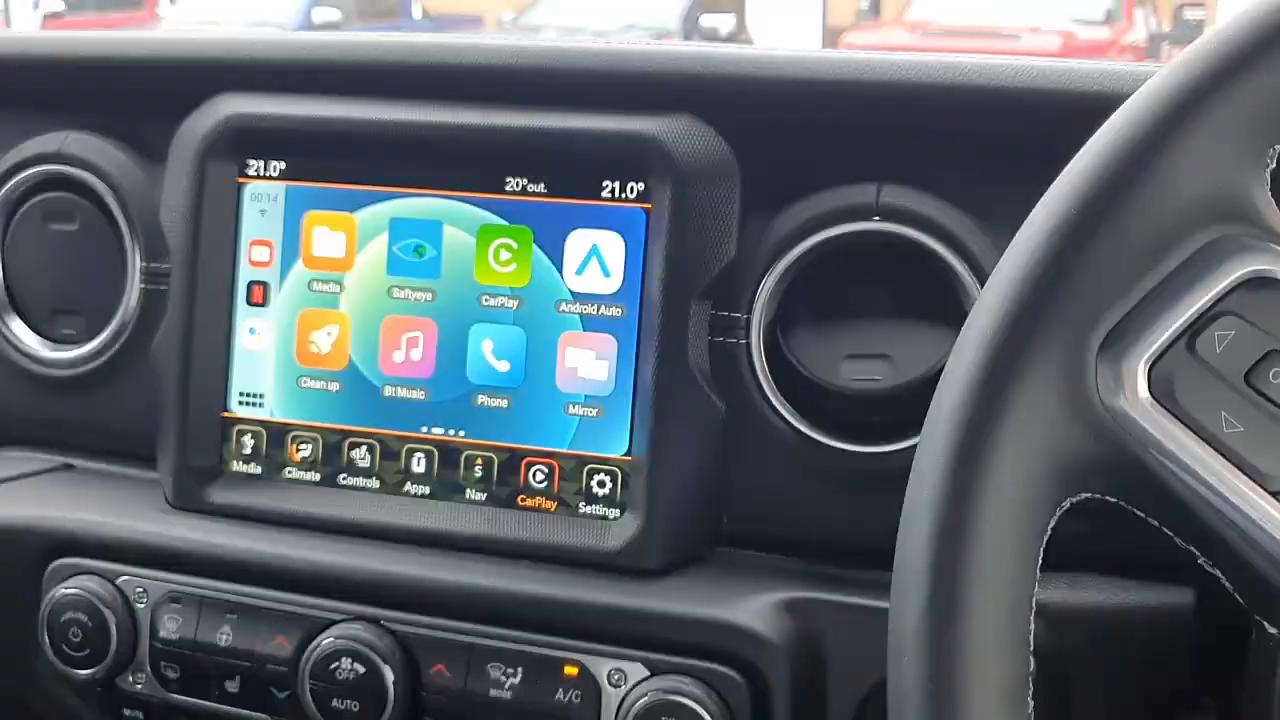 21.0°
20°out.
21.0°
00:14
N
Media
Saftyeye
CarPlay
Android Auto
Clean up
Bt Music
Phone
Mirror
Media
Climate
Controls
Apps
S
Nav
CarPlay
Settings
OFF
AUTO
MODE
A/C
MUTE